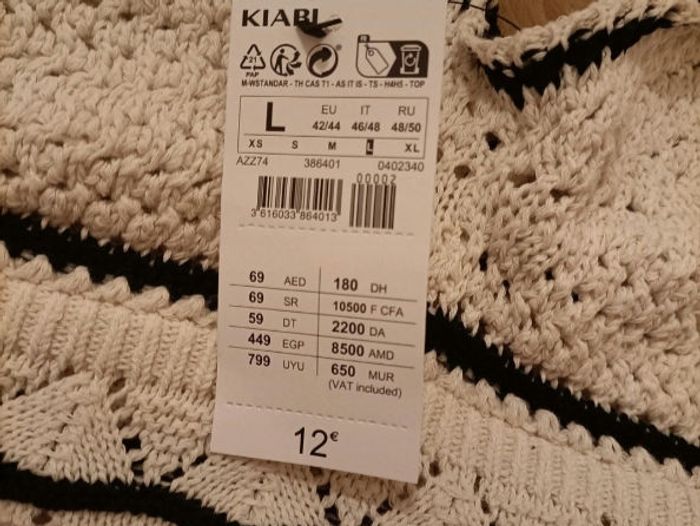 KIABI
21
PAP
M-WSTANDAR - TH CAS T1 - AS IT IS - TS - H4H5 - TOP
L
EU IT RU
42/44 46/48 48/50
XS S M L XL
AZZ74 386401 0402340
00002
3 616033 864013
69 AED 180 DH
69 SR 10500 F CFA
59 DT 2200 DA
449 EGP 8500 AMD
799 UYU 650 MUR
(VAT included)
12€